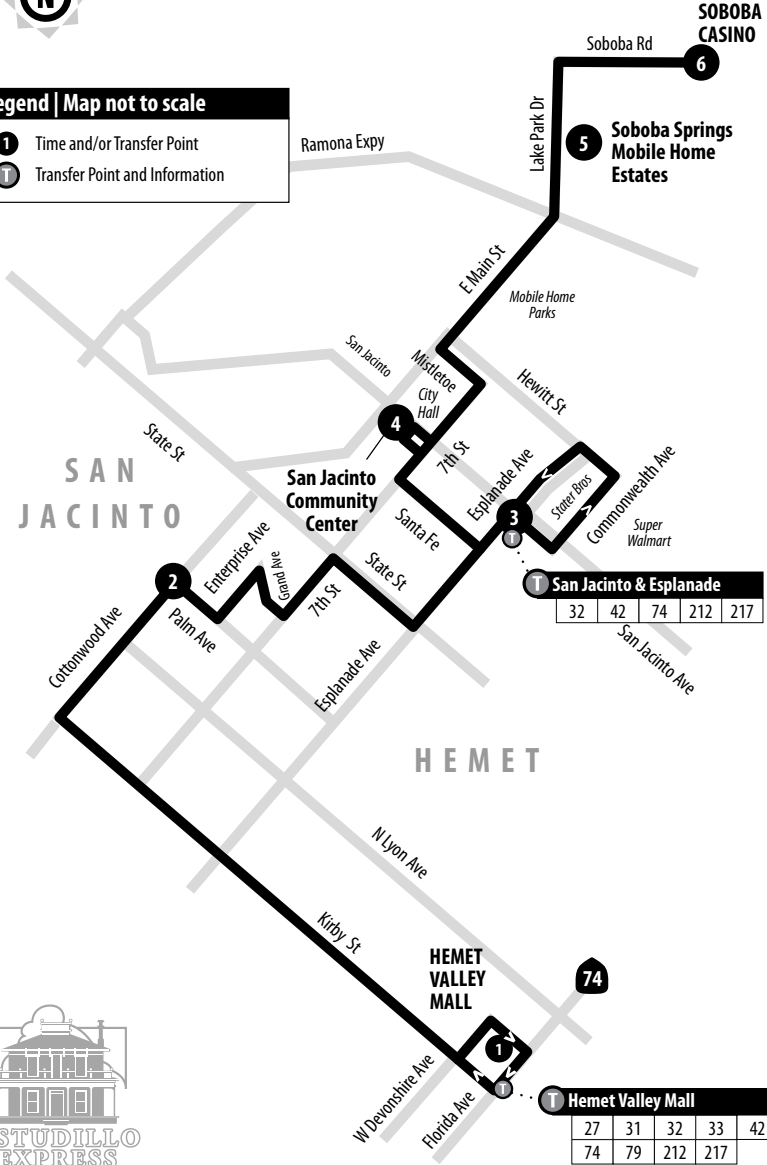 N
SOBOBA
CASINO
Soboba Rd
6
egend | Map not to scale
1 Time and/or Transfer Point
T Transfer Point and Information
Ramona Expy
Lake Park Dr
5
Soboba Springs
Mobile Home
Estates
E Main St
Mobile Home
Parks
San Jacinto
Mistletoe
City
Hall
Hewitt St
4
State St
7th St
SAN
JACINTO
San Jacinto
Community
Center
Esplanade Ave
Stater Bros
Commonwealth Ave
Santa Fe
3
T
Super
Walmart
Enterprise Ave
Grand Ave
State St
2
7th St
T San Jacinto & Esplanade
32 42 74 212 217
Palm Ave
Cottonwood Ave
Esplanade Ave
San Jacinto Ave
HEMET
N Lyon Ave
Kirby St
HEMET
VALLEY
MALL
74
1
T
W Devonshire Ave
Florida Ave
T Hemet Valley Mall
27 31 32 33 42
74 79 212 217
STUDILLO
EXPRESS